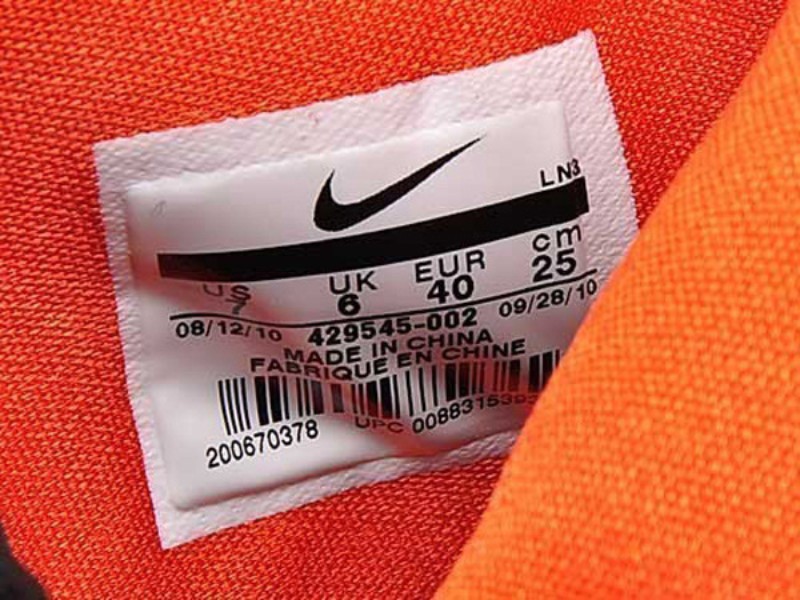 LN3
US UK EUR cm
7 6 40 25
08/12/10 429545-002 09/28/10
MADE IN CHINA
FABRIQUE EN CHINE
200670378 UPC